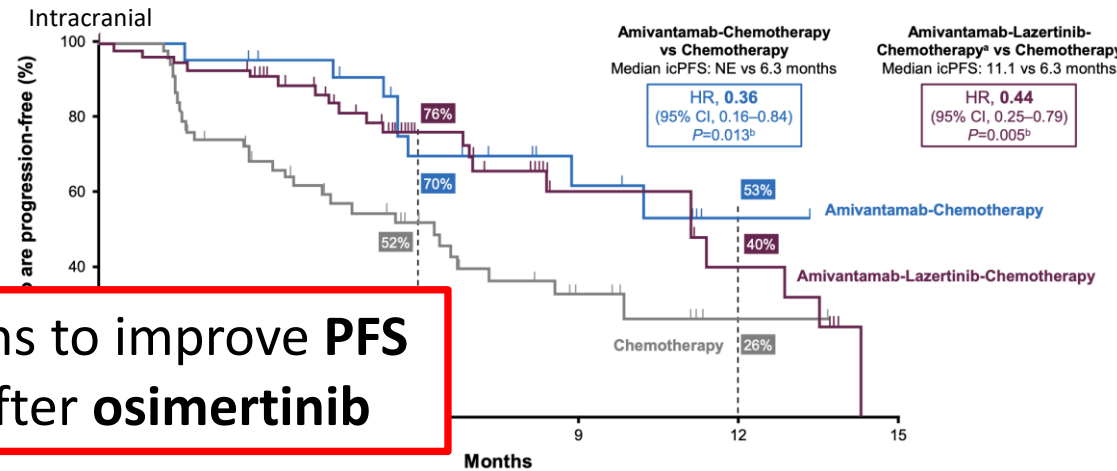 Intracranial
Amivantamab-Chemotherapy
vs Chemotherapy
Median icPFS: NE vs 6.3 months
HR, 0.36
(95% CI, 0.16–0.84)
P=0.013ᵇ
Amivantamab-Lazertinib-
Chemotherapyᵃ vs Chemotherapy
Median icPFS: 11.1 vs 6.3 months
HR, 0.44
(95% CI, 0.25–0.79)
P=0.005ᵇ
are progression-free (%)
100
80
60
40
76%
70%
52%
53%
40%
26%
Amivantamab-Chemotherapy
Amivantamab-Lazertinib-Chemotherapy
Chemotherapy
to improve PFS
osimertinib
9
12
15
Months